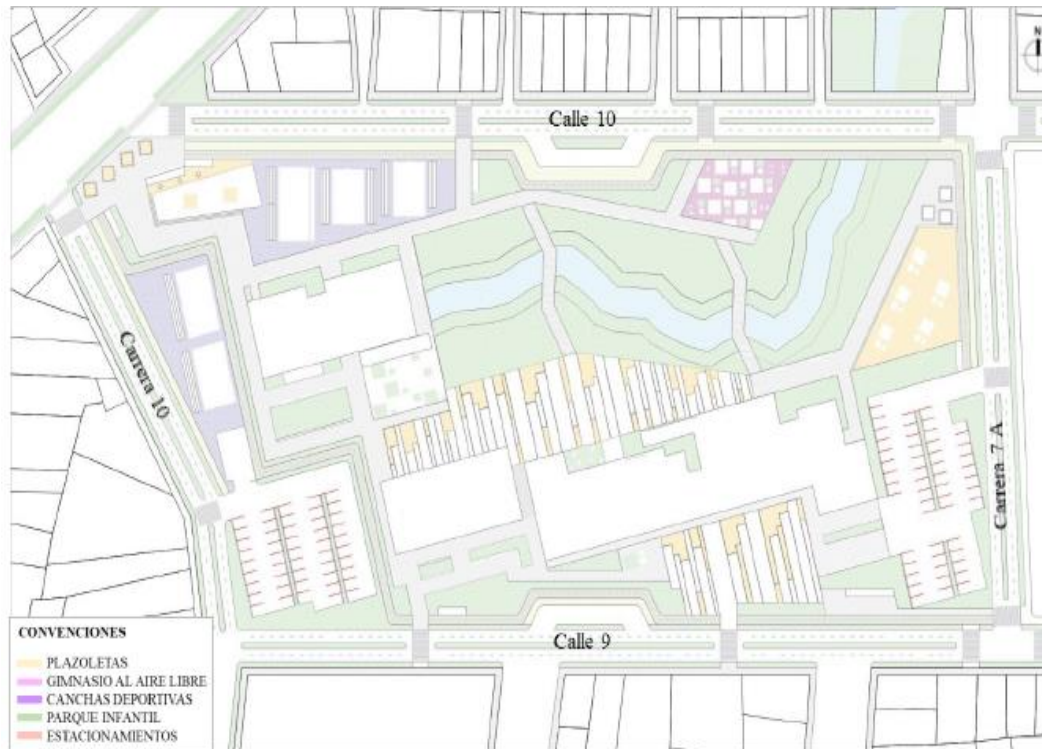 N
Calle 10
Carrera 10
Carrera 7 A
Calle 9
CONVENCIONES
PLAZOLETAS
GIMNASIO AL AIRE LIBRE
CANCHAS DEPORTIVAS
PARQUE INFANTIL
ESTACIONAMIENTOS